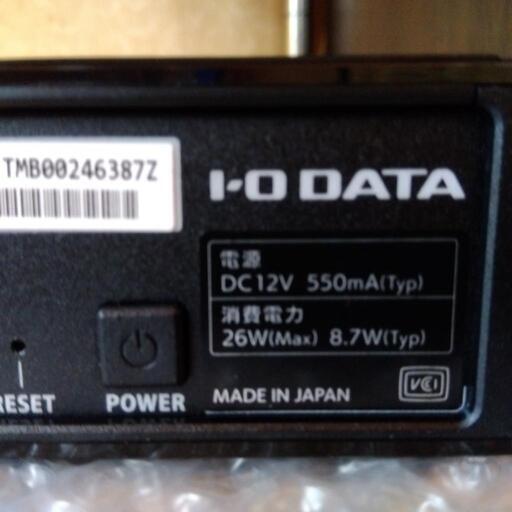 TMB00246387Z
I-O DATA
電源
DC12V 550mA(Typ)
消費電力
26W(Max) 8.7W(Typ)
VCI
MADE IN JAPAN
RESET
POWER